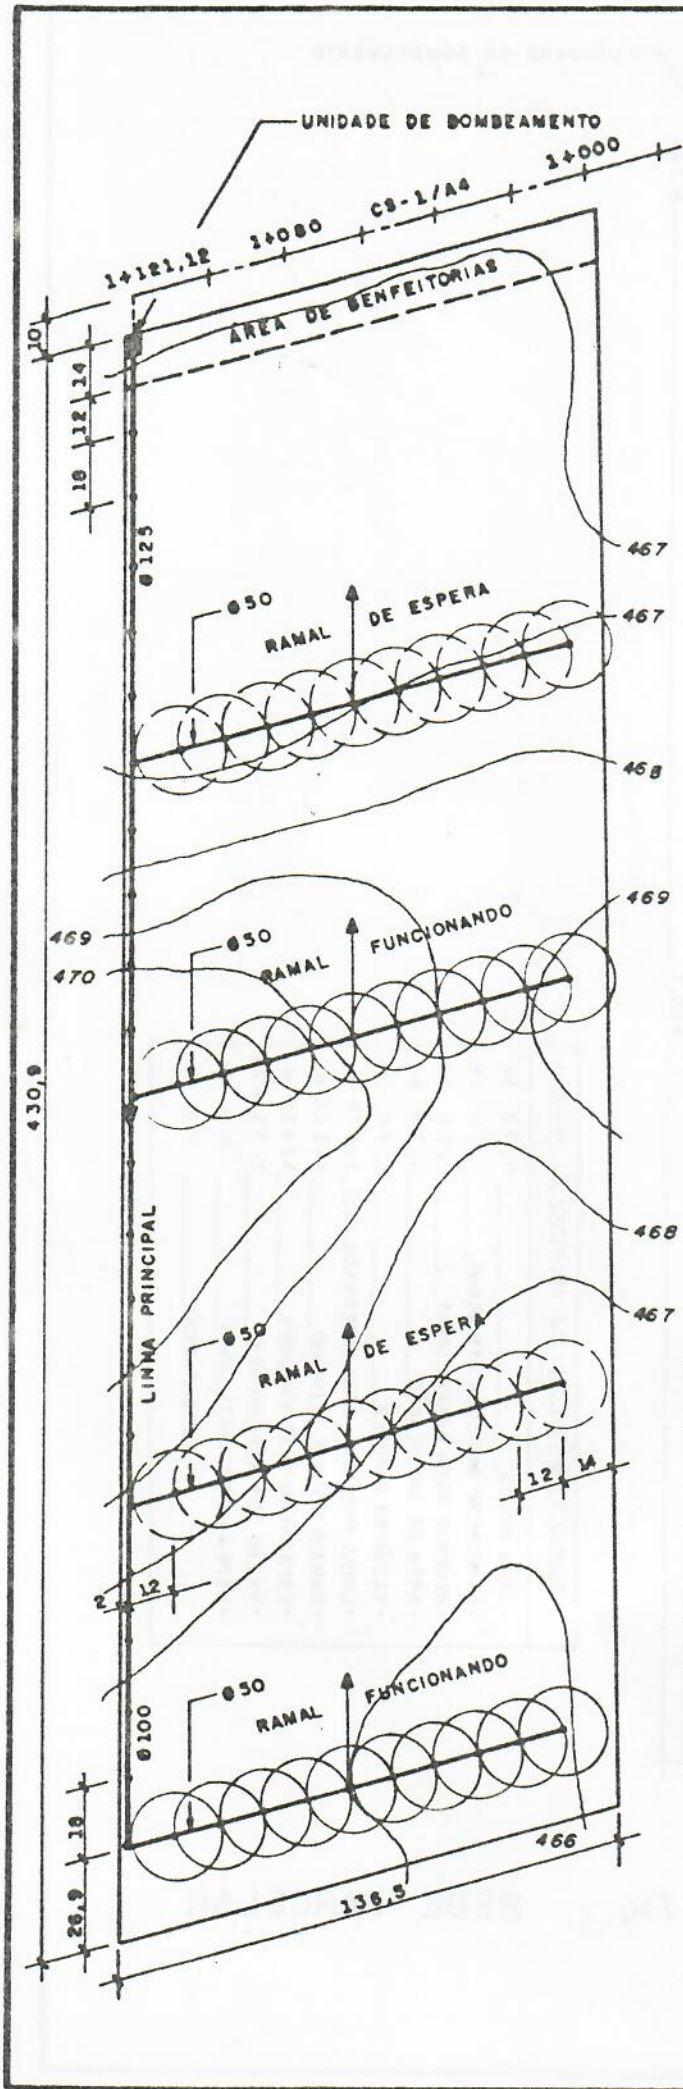 UNIDADE DE BOMBEAMENTO
1+000
CS-1/A4
1+080
1+121,12
ÁREA DE BENFEITORIAS
10
14
12
18
Ø125
467
Ø50
RAMAL DE ESPERA
467
468
469
Ø50
RAMAL FUNCIONANDO
469
470
430,9
LINHA PRINCIPAL
468
467
Ø50
RAMAL DE ESPERA
12
14
2
12
Ø50
RAMAL FUNCIONANDO
Ø100
18
26,9
466
136,5